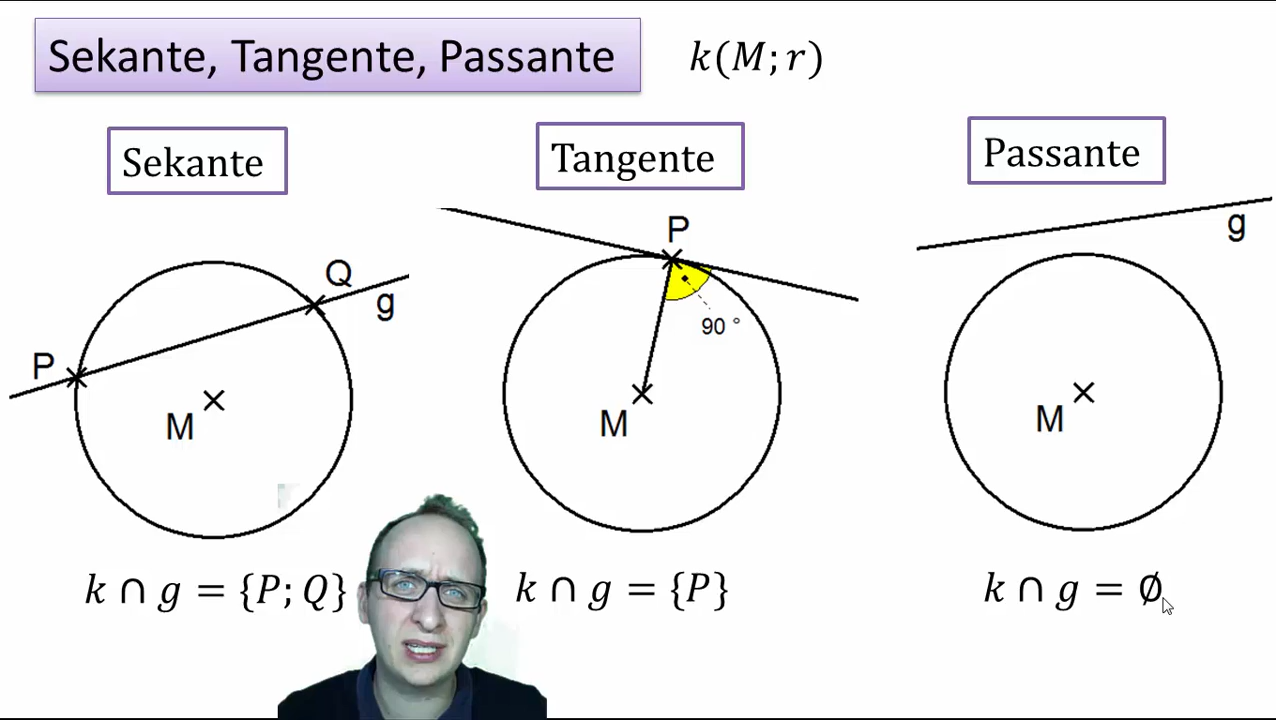 Sekante, Tangente, Passante
k(M; r)
Sekante
Tangente
Passante
Q
g
P
M
P
90 °
M
g
M
k ∩ g = {P; Q}
k ∩ g = {P}
k ∩ g = ∅